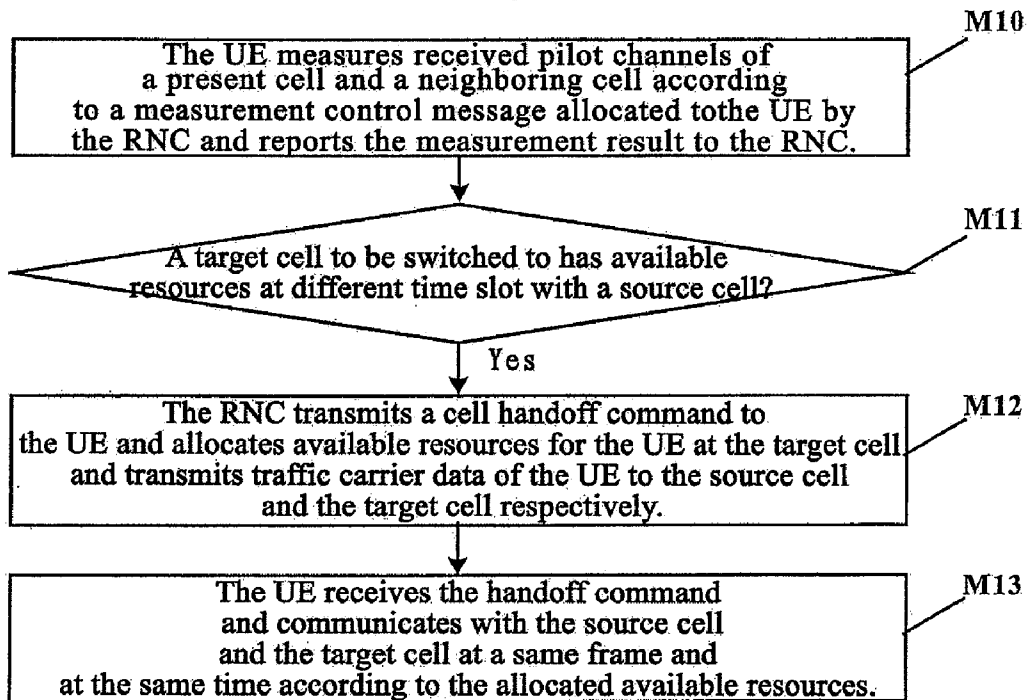 M10
The UE measures received pilot channels of
a present cell and a neighboring cell according
to a measurement control message allocated tothe UE by
the RNC and reports the measurement result to the RNC.
M11
A target cell to be switched to has available
resources at different time slot with a source cell?
Yes
M12
The RNC transmits a cell handoff command to
the UE and allocates available resources for the UE at the target cell
and transmits traffic carrier data of the UE to the source cell
and the target cell respectively.
M13
The UE receives the handoff command
and communicates with the source cell
and the target cell at a same frame and
at the same time according to the allocated available resources.